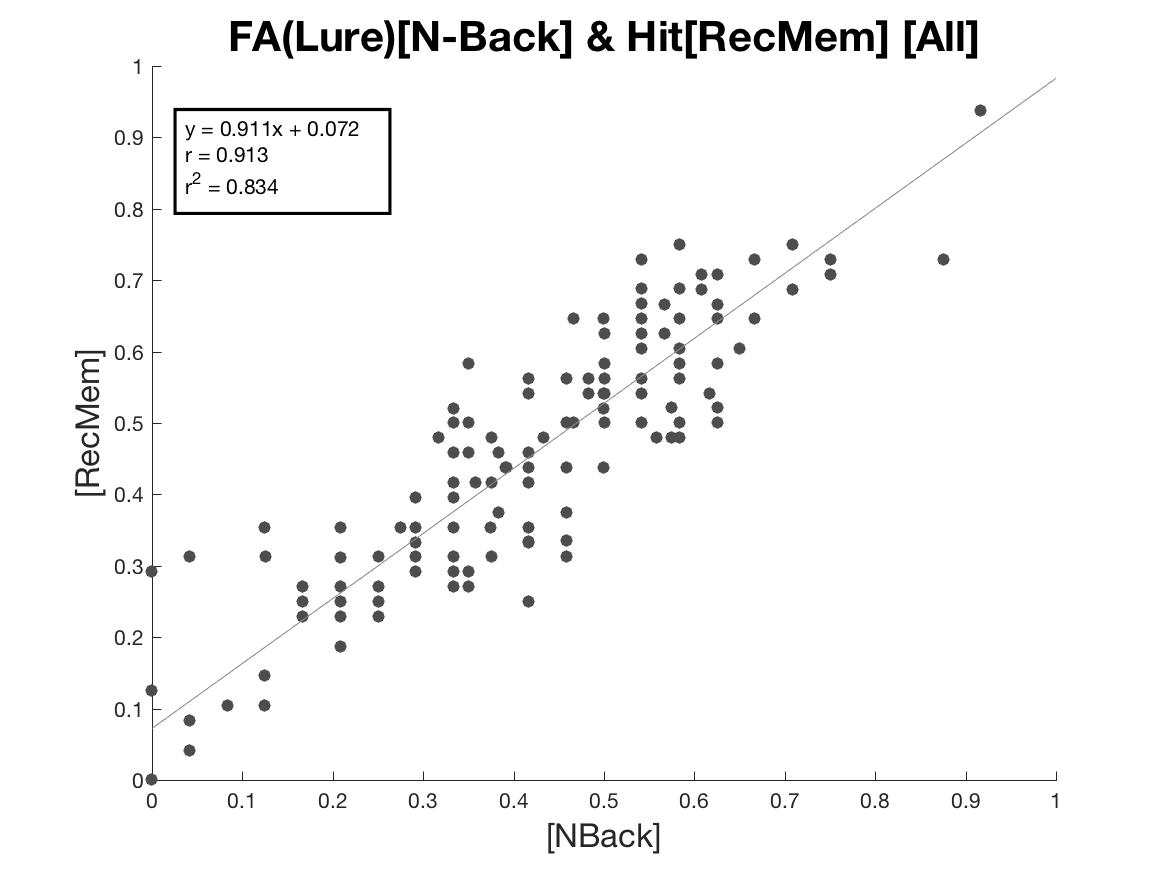 FA(Lure)[N-Back] & Hit[RecMem] [All]
y = 0.911x + 0.072
r = 0.913
r² = 0.834
1
0.9
0.8
0.7
0.6
0.5
0.4
0.3
0.2
0.1
0
[RecMem]
0 0.1 0.2 0.3 0.4 0.5 0.6 0.7 0.8 0.9 1
[NBack]